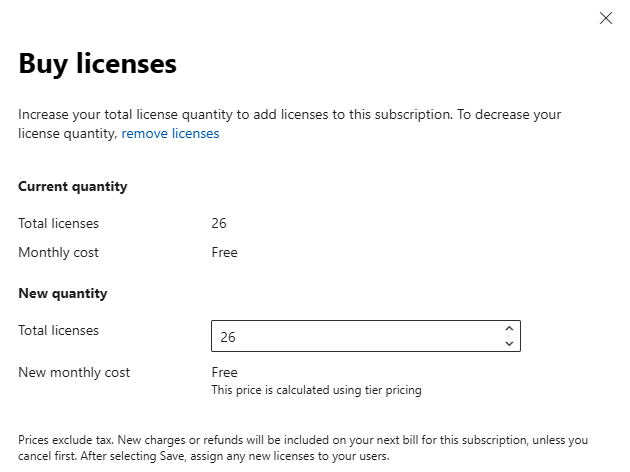 Buy licenses
Increase your total license quantity to add licenses to this subscription. To decrease your
license quantity, remove licenses
Current quantity
Total licenses 26
Monthly cost Free
New quantity
Total licenses 26
New monthly cost Free
This price is calculated using tier pricing
Prices exclude tax. New charges or refunds will be included on your next bill for this subscription, unless you
cancel first. After selecting Save, assign any new licenses to your users.